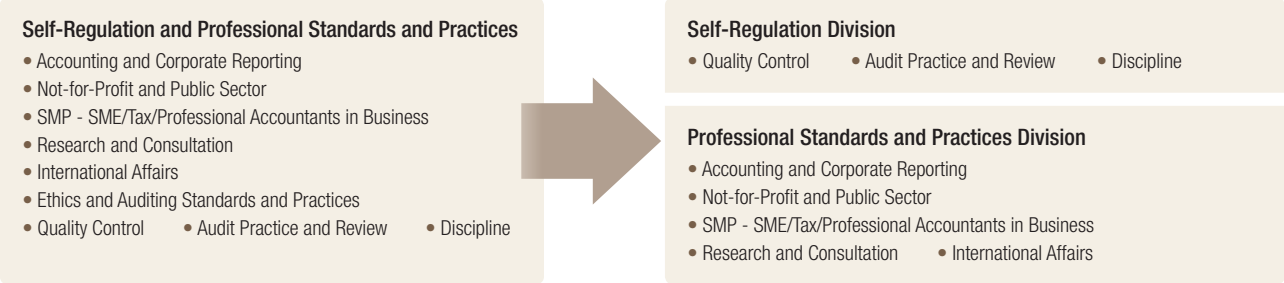 Self-Regulation and Professional Standards and Practices
• Accounting and Corporate Reporting
• Not-for-Profit and Public Sector
• SMP - SME/Tax/Professional Accountants in Business
• Research and Consultation
• International Affairs
• Ethics and Auditing Standards and Practices
• Quality Control • Audit Practice and Review • Discipline
Self-Regulation Division
• Quality Control • Audit Practice and Review • Discipline
Professional Standards and Practices Division
• Accounting and Corporate Reporting
• Not-for-Profit and Public Sector
• SMP - SME/Tax/Professional Accountants in Business
• Research and Consultation • International Affairs